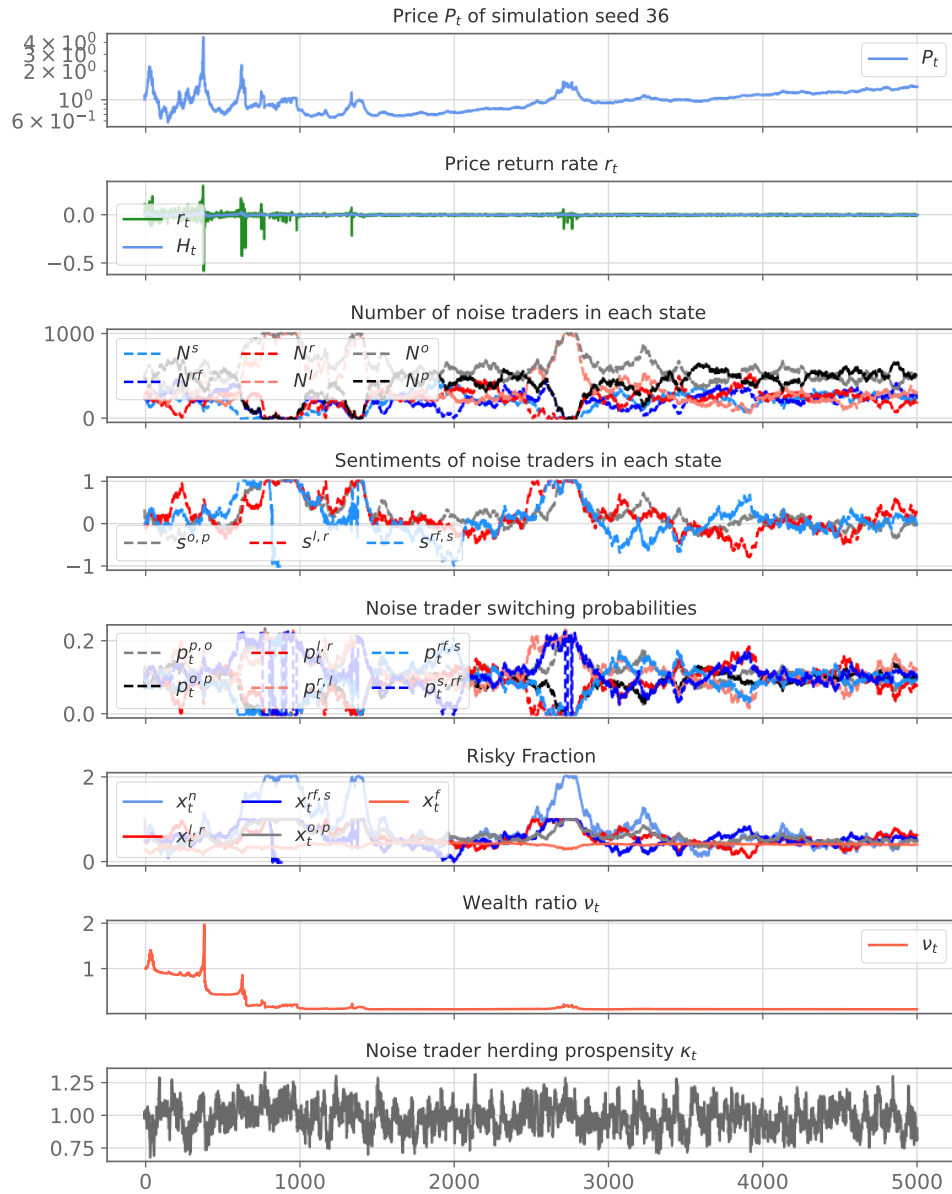 Price P_t of simulation seed 36
4 × 10^0
3 × 10^0
2 × 10^0
10^0
6 × 10^−1
P_t
Price return rate r_t
0.0
−0.5
r_t
H_t
Number of noise traders in each state
1000
0
N^s N^r N^o
N^rf N^l N^p
Sentiments of noise traders in each state
1
0
−1
s^o,p s^l,r s^rf,s
Noise trader switching probabilities
0.2
0.0
p_t^p,o p_t^l,r p_t^rf,s
p_t^o,p p_t^r,l p_t^s,rf
Risky Fraction
2
0
x_t^n x_t^rf,s x_t^f
x_t^l,r x_t^o,p
Wealth ratio ν_t
2
1
ν_t
Noise trader herding prospensity κ_t
1.25
1.00
0.75
0 1000 2000 3000 4000 5000